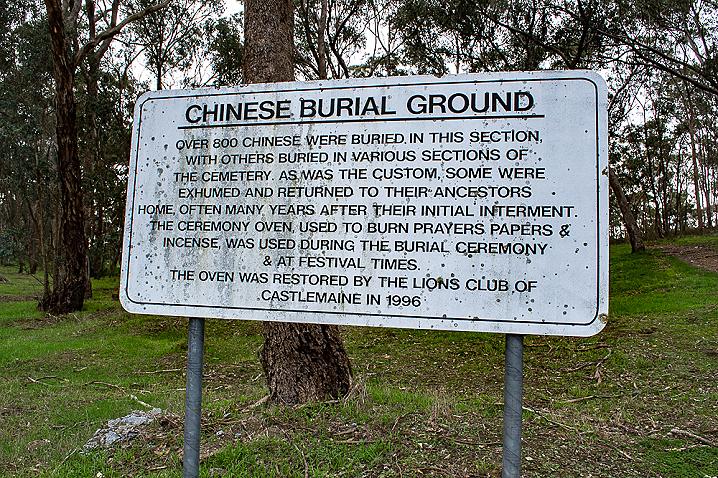 CHINESE BURIAL GROUND
OVER 800 CHINESE WERE BURIED IN THIS SECTION,
WITH OTHERS BURIED IN VARIOUS SECTIONS OF
THE CEMETERY. AS WAS THE CUSTOM, SOME WERE
EXHUMED AND RETURNED TO THEIR ANCESTORS
HOME, OFTEN MANY YEARS AFTER THEIR INITIAL INTERMENT.
THE CEREMONY OVEN, USED TO BURN PRAYERS PAPERS &
INCENSE, WAS USED DURING THE BURIAL CEREMONY
& AT FESTIVAL TIMES.
THE OVEN WAS RESTORED BY THE LIONS CLUB OF
CASTLEMAINE IN 1996